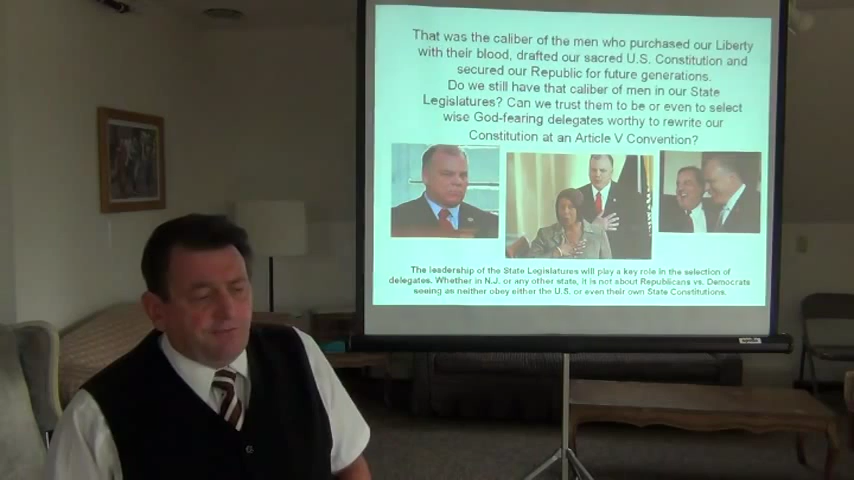 That was the caliber of the men who purchased our Liberty
with their blood, drafted our sacred U.S. Constitution and
secured our Republic for future generations.
Do we still have that caliber of men in our State
Legislatures? Can we trust them to be or even to select
wise God-fearing delegates worthy to rewrite our
Constitution at an Article V Convention?
The leadership of the State Legislatures will play a key role in the selection of
delegates. Whether in N.J. or any other state, it is not about Republicans vs. Democrats
seeing as neither obey either the U.S. or even their own State Constitutions.